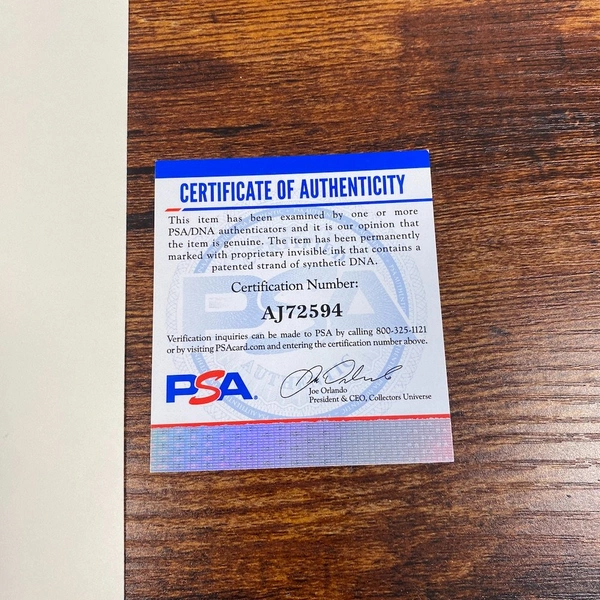 CERTIFICATE OF AUTHENTICITY
This item has been examined by one or more
PSA/DNA authenticators and it is our opinion that
the item is genuine. The item has been permanently
marked with proprietary invisible ink that contains a
patented strand of synthetic DNA.
Certification Number:
AJ72594
Verification inquiries can be made to PSA by calling 800-325-1121
or by visiting PSAcard.com and entering the certification number above.
PSA®
Joe Orlando
President & CEO, Collectors Universe